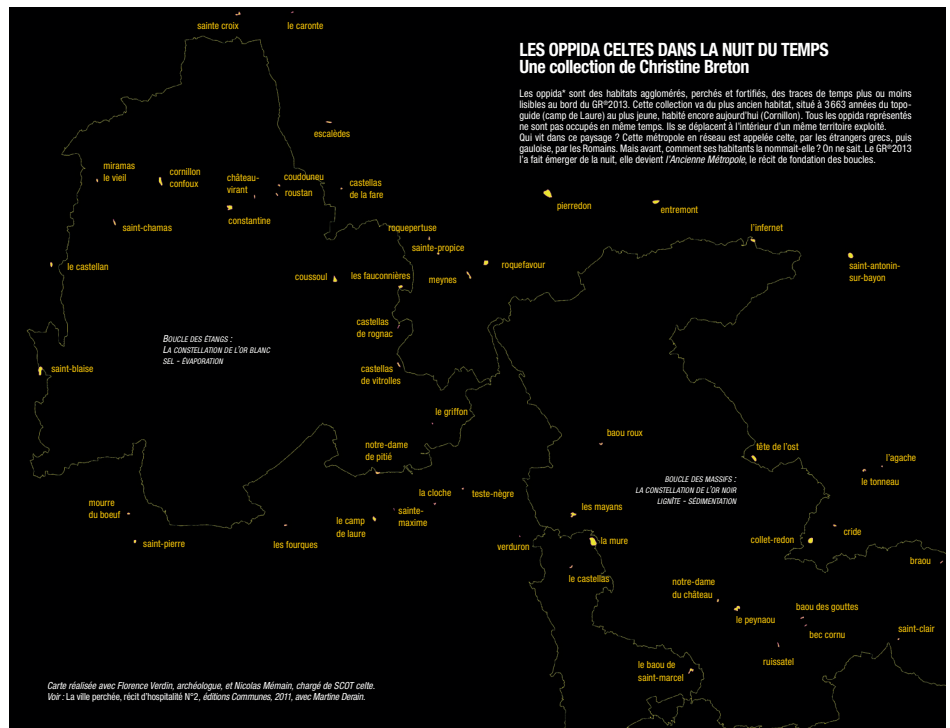 sainte croix
le caronte
LES OPPIDA CELTES DANS LA NUIT DU TEMPS
Une collection de Christine Breton
Les oppida* sont des habitats agglomérés, perchés et fortifiés, des traces de temps plus ou moins
lisibles au bord du GR®2013. Cette collection va du plus ancien habitat, situé à 3663 années du topo-
guide (camp de Laure) au plus jeune, habité encore aujourd'hui (Cornillon). Tous les oppida représentés
ne sont pas occupés en même temps. Ils se déplacent à l'intérieur d'un même territoire exploité.
Qui vit dans ce paysage ? Cette métropole en réseau est appelée celte, par les étrangers grecs, puis
gauloise, par les Romains. Mais avant, comment ses habitants la nommait-elle ? On ne sait. Le GR®2013
l'a fait émerger de la nuit, elle devient l'Ancienne Métropole, le récit de fondation des boucles.
escalèdes
miramas
le vieil
cornillon
confoux
château-
virant
coudouneu
roustan
castellas
de la fare
constantine
saint-chamas
pierredon
entremont
l'infernet
roquepertuse
sainte-propice
roquefavour
meynes
saint-antonin-
sur-bayon
le castellan
coussoul
les fauconnières
castellas
de rognac
BOUCLE DES ÉTANGS :
LA CONSTELLATION DE L'OR BLANC
SEL - ÉVAPORATION
saint-blaise
castellas
de vitrolles
le griffon
notre-dame
de pitié
baou roux
tête de l'ost
l'agache
le tonneau
BOUCLE DES MASSIFS :
LA CONSTELLATION DE L'OR NOIR
LIGNITE - SÉDIMENTATION
mourre
du boeuf
la cloche
teste-nègre
sainte-
maxime
le camp
de laure
les mayans
saint-pierre
les fourques
verduron
la mure
collet-redon
cride
braou
le castellas
notre-dame
du château
le peynaou
baou des gouttes
bec cornu
saint-clair
ruissatel
le baou de
saint-marcel
Carte réalisée avec Florence Verdin, archéologue, et Nicolas Mémain, chargé de SCOT celte.
Voir : La ville perchée, récit d'hospitalité N°2, éditions Communes, 2011, avec Martine Derain.